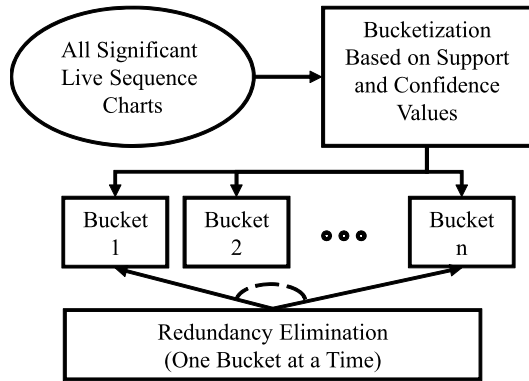 All Significant
Live Sequence
Charts
Bucketization
Based on Support
and Confidence
Values
Bucket
1
Bucket
2
Bucket
n
Redundancy Elimination
(One Bucket at a Time)